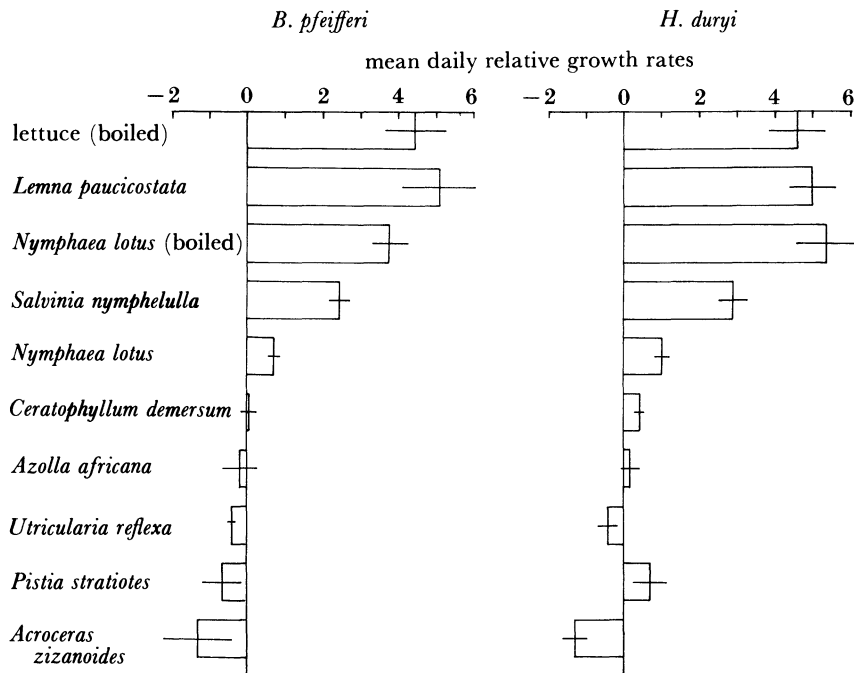 B. pfeifferi H. duryi
mean daily relative growth rates
−2 0 2 4 6 −2 0 2 4 6
lettuce (boiled)
Lemna paucicostata
Nymphaea lotus (boiled)
Salvinia nymphelulla
Nymphaea lotus
Ceratophyllum demersum
Azolla africana
Utricularia reflexa
Pistia stratiotes
Acroceras
zizanoides